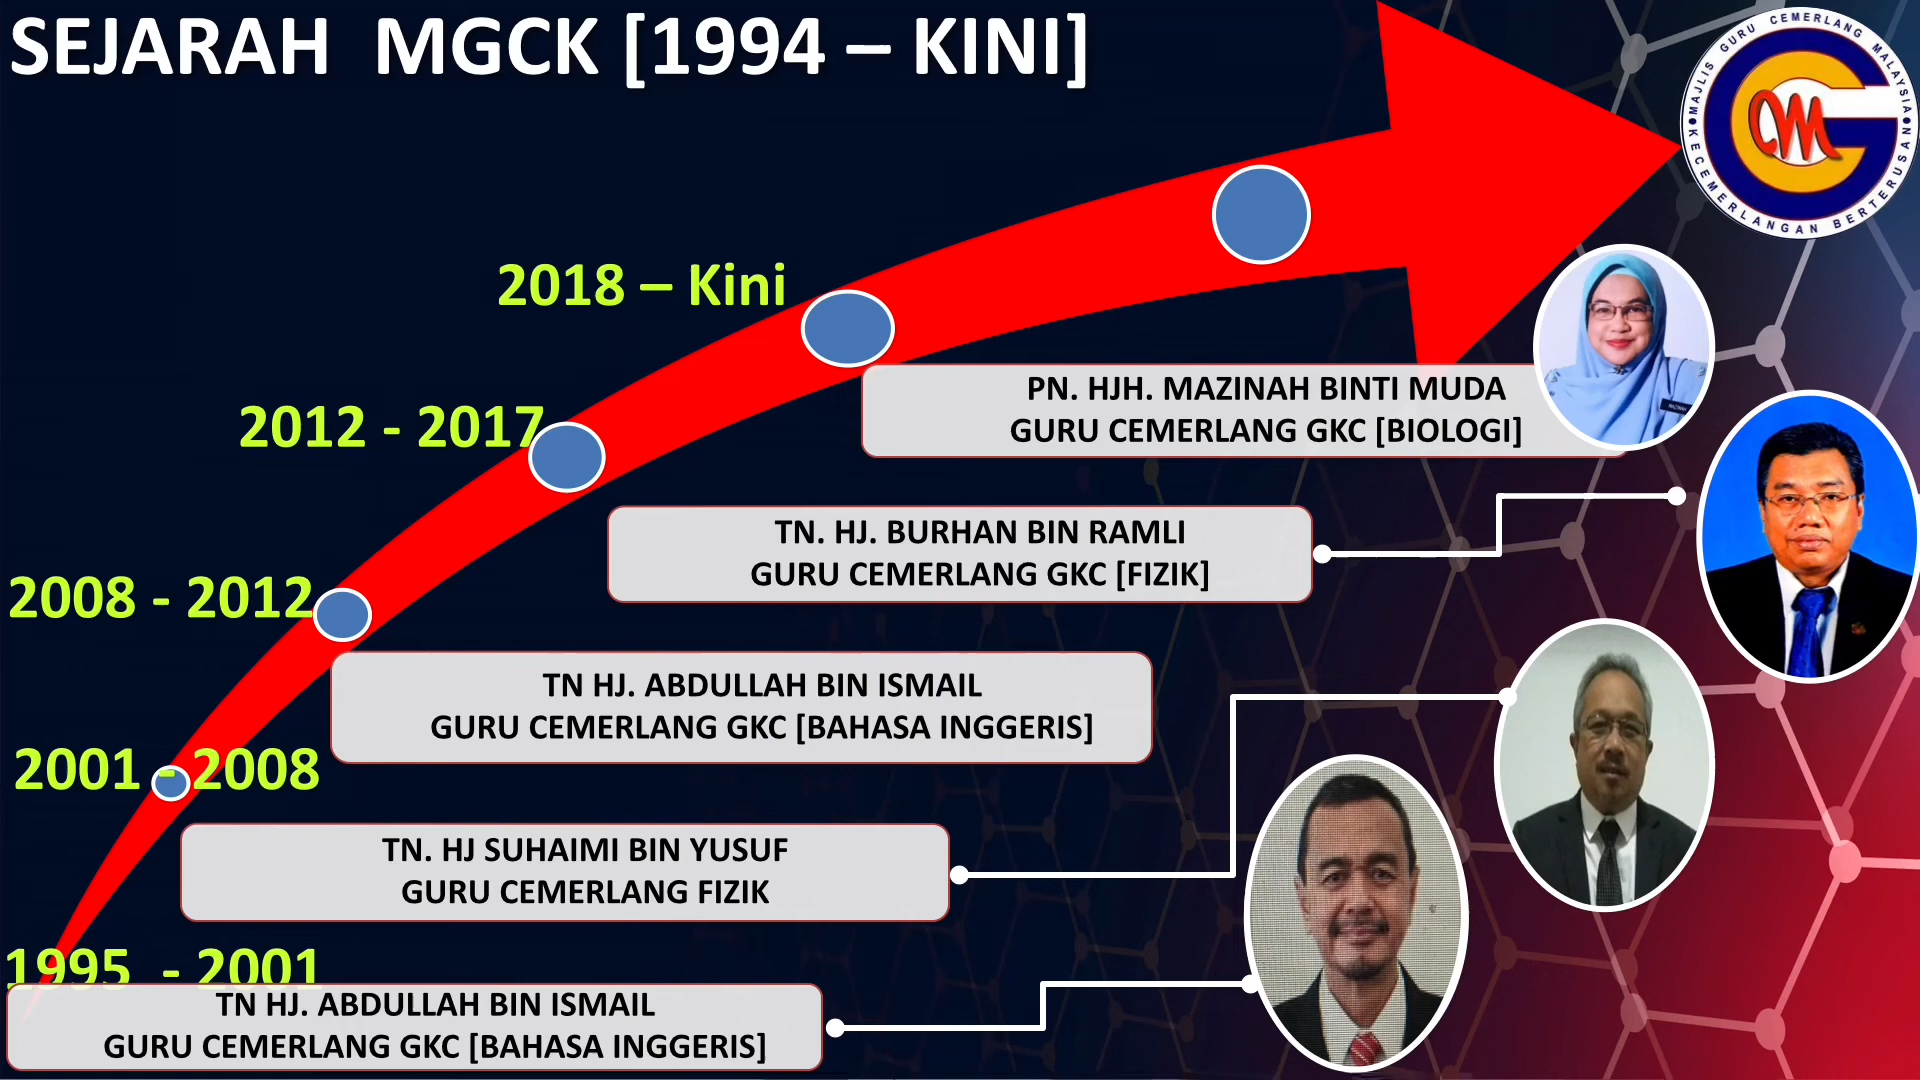 SEJARAH MGCK [1994 – KINI]
MAJLIS GURU CEMERLANG MALAYSIA
KECEMERLANGAN BERTERUSAN
2018 – Kini
PN. HJH. MAZINAH BINTI MUDA
GURU CEMERLANG GKC [BIOLOGI]
2012 - 2017
TN. HJ. BURHAN BIN RAMLI
GURU CEMERLANG GKC [FIZIK]
2008 - 2012
TN HJ. ABDULLAH BIN ISMAIL
GURU CEMERLANG GKC [BAHASA INGGERIS]
2001 - 2008
TN. HJ SUHAIMI BIN YUSUF
GURU CEMERLANG FIZIK
1995 - 2001
TN HJ. ABDULLAH BIN ISMAIL
GURU CEMERLANG GKC [BAHASA INGGERIS]